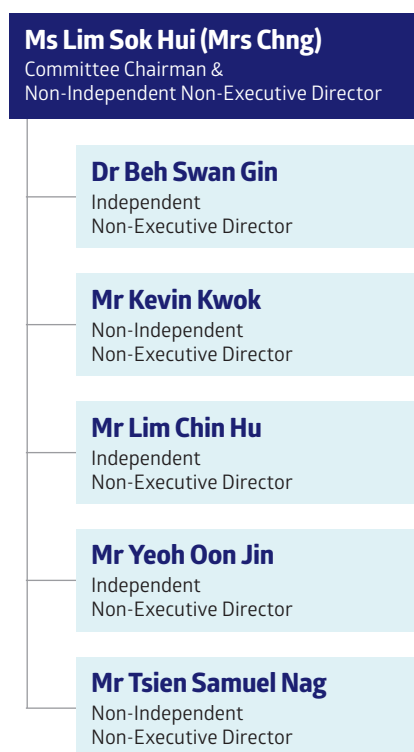 Ms Lim Sok Hui (Mrs Chng)
Committee Chairman &
Non-Independent Non-Executive Director
Dr Beh Swan Gin
Independent
Non-Executive Director
Mr Kevin Kwok
Non-Independent
Non-Executive Director
Mr Lim Chin Hu
Independent
Non-Executive Director
Mr Yeoh Oon Jin
Independent
Non-Executive Director
Mr Tsien Samuel Nag
Non-Independent
Non-Executive Director